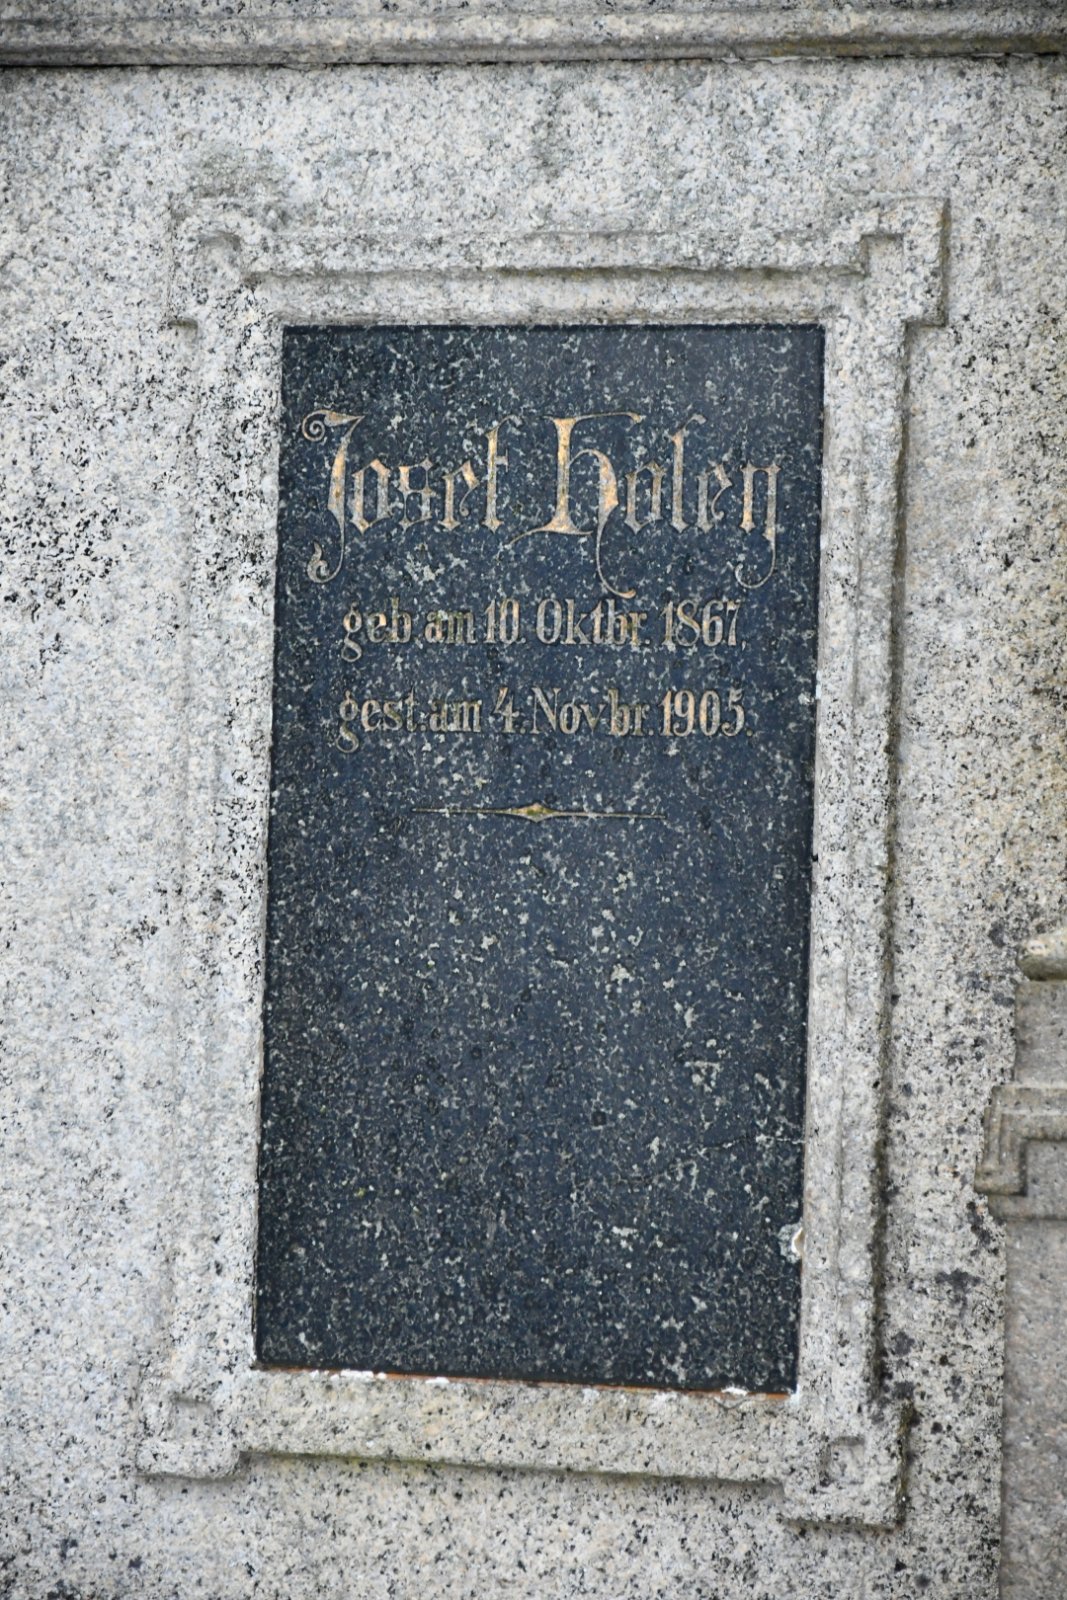 Josef Holey
geb am 10. Oktbr. 1867,
gest. am 4. Novbr. 1905.